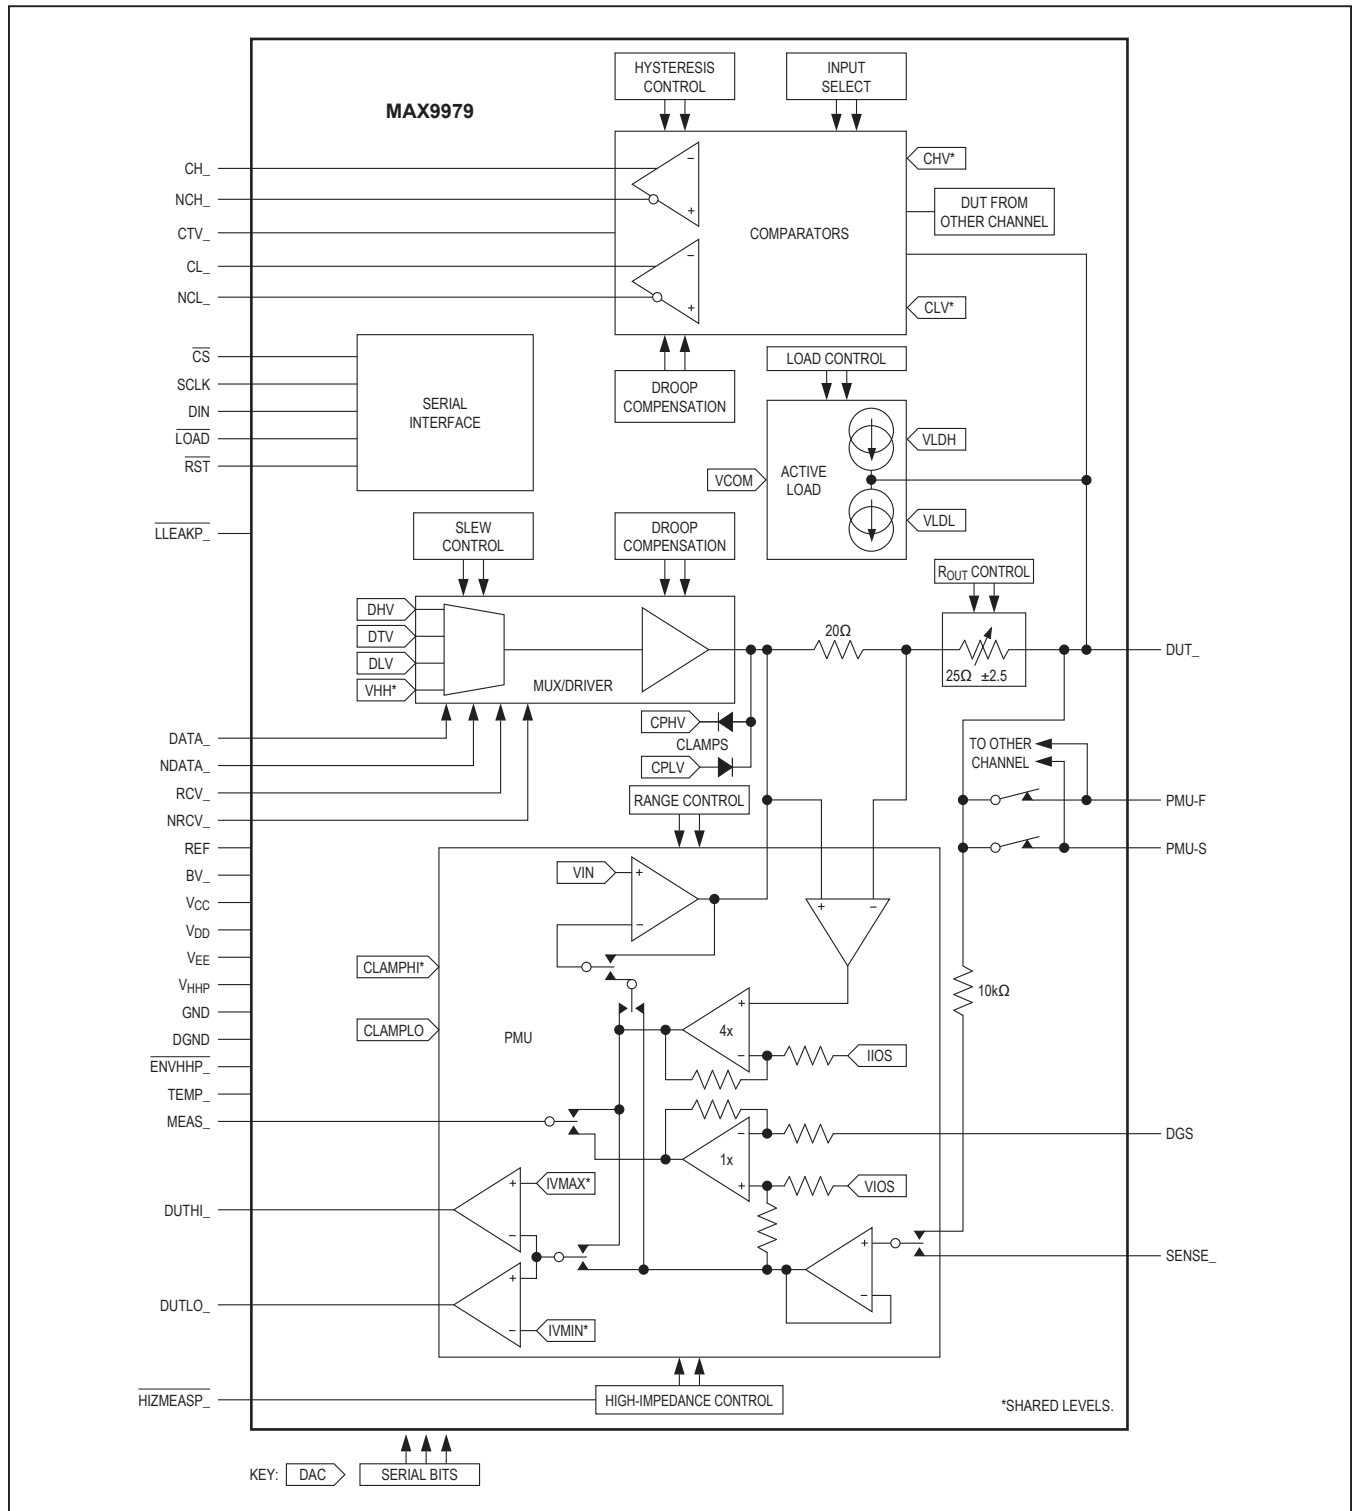 MAX9979
HYSTERESIS
CONTROL
INPUT
SELECT
CH_
NCH_
CTV_
CL_
NCL_
−
+
−
+
COMPARATORS
CHV*
DUT FROM
OTHER CHANNEL
CLV*
CS
SCLK
DIN
LOAD
RST
SERIAL
INTERFACE
DROOP
COMPENSATION
LOAD CONTROL
VCOM
ACTIVE
LOAD
VLDH
VLDL
LLEAKP_
SLEW
CONTROL
DROOP
COMPENSATION
ROUT CONTROL
DHV
DTV
DLV
VHH*
MUX/DRIVER
20Ω
25Ω ±2.5
DUT_
CPHV
CLAMPS
CPLV
DATA_
NDATA_
RCV_
NRCV_
TO OTHER
CHANNEL
RANGE CONTROL
PMU-F
PMU-S
REF
BV_
VCC
VDD
VEE
VHHP
GND
DGND
ENVHHP_
TEMP_
MEAS_
VIN
+
−
+ −
CLAMPHI*
CLAMPLO
PMU
10kΩ
+
4x
−
IIOS
−
1x
+
DGS
VIOS
IVMAX*
+
−
DUTHI_
+
−
SENSE_
+
−
DUTLO_
IVMIN*
HIZMEASP_
HIGH-IMPEDANCE CONTROL
*SHARED LEVELS.
KEY: DAC SERIAL BITS